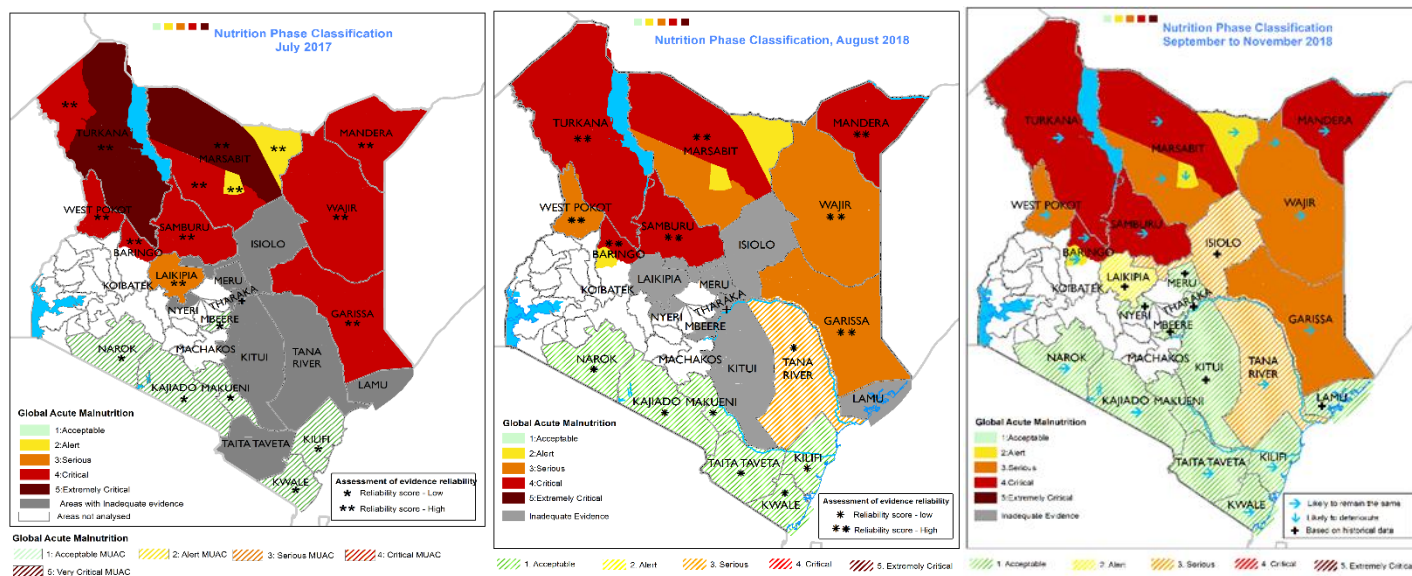 Nutrition Phase Classification
July 2017
TURKANA
MARSABIT
MANDERA
WAJIR
WEST POKOT
SAMBURU
ISIOLO
BARINGO
LAIKIPIA
MERU
KOIBATEK
THARAKA
NYERI
MBEERE
GARISSA
MACHAKOS
NAROK
KITUI
TANA
RIVER
KAJIADO
MAKUENI
LAMU
TAITA TAVETA
KILIFI
KWALE
Global Acute Malnutrition
1:Acceptable
2:Alert
3:Serious
4:Critical
5:Extremely Critical
Areas with Inadequate evidence
Areas not analysed
Assessment of evidence reliability
* Reliability score - Low
** Reliability score - High
Global Acute Malnutrition
1: Acceptable MUAC
2: Alert MUAC
3: Serious MUAC
4: Critical MUAC
5: Very Critical MUAC
Nutrition Phase Classification, August 2018
TURKANA
MARSABIT
MANDERA
WAJIR
WEST POKOT
SAMBURU
ISIOLO
BARINGO
LAIKIPIA
MERU
KOIBATEK
THARAKA
NYERI
MBEERE
GARISSA
MACHAKOS
NAROK
KITUI
TANA
RIVER
KAJIADO
MAKUENI
LAMU
TAITA TAVETA
KILIFI
KWALE
Global Acute Malnutrition
1:Acceptable
2:Alert
3:Serious
4:Critical
5:Extremely Critical
Inadequate Evidence
Assessment of evidence reliability
* Reliability score - low
** Reliability score - High
1. Acceptable
2. Alert
3. Serious
4. Critical
5. Extremely Critical
Nutrition Phase Classification
September to November 2018
TURKANA
MARSABIT
MANDERA
WAJIR
WEST POKOT
SAMBURU
ISIOLO
BARINGO
LAIKIPIA
MERU
KOIBATEK
THARAKA
NYERI
MBEERE
GARISSA
MACHAKOS
NAROK
KITUI
TANA
RIVER
KAJIADO
MAKUENI
LAMU
TAITA TAVETA
KILIFI
KWALE
Global Acute Malnutrition
1:Acceptable
2:Alert
3:Serious
4:Critical
5:Extremely Critical
Inadequate Evidence
Likely to remain the same
Likely to deteriorate
Based on historical data
1. Acceptable
2. Alert
3. Serious
4. Critical
5. Extremely Critical